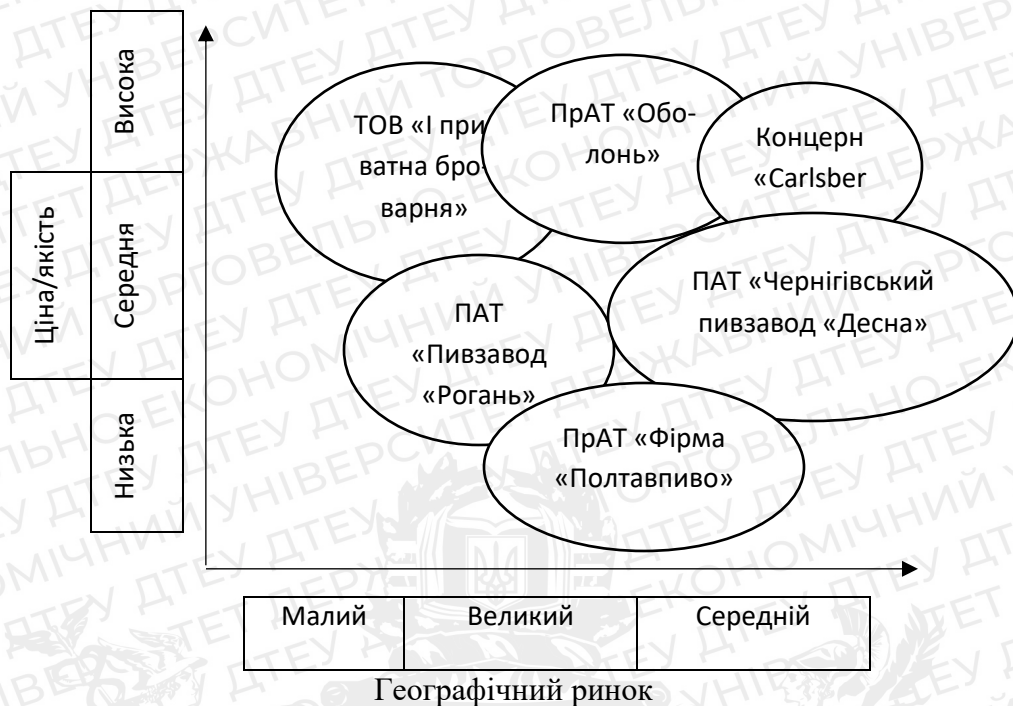 Висока
Середня
Низька
Ціна/якість
ТОВ «І при
ватна бро-
варня»
ПрАТ «Обо-
лонь»
Концерн
«Carlsber
ПАТ
«Пивзавод
«Рогань»
ПАТ «Чернігівський
пивзавод «Десна»
ПрАТ «Фірма
«Полтавпиво»
Малий
Великий
Середній
Географічний ринок